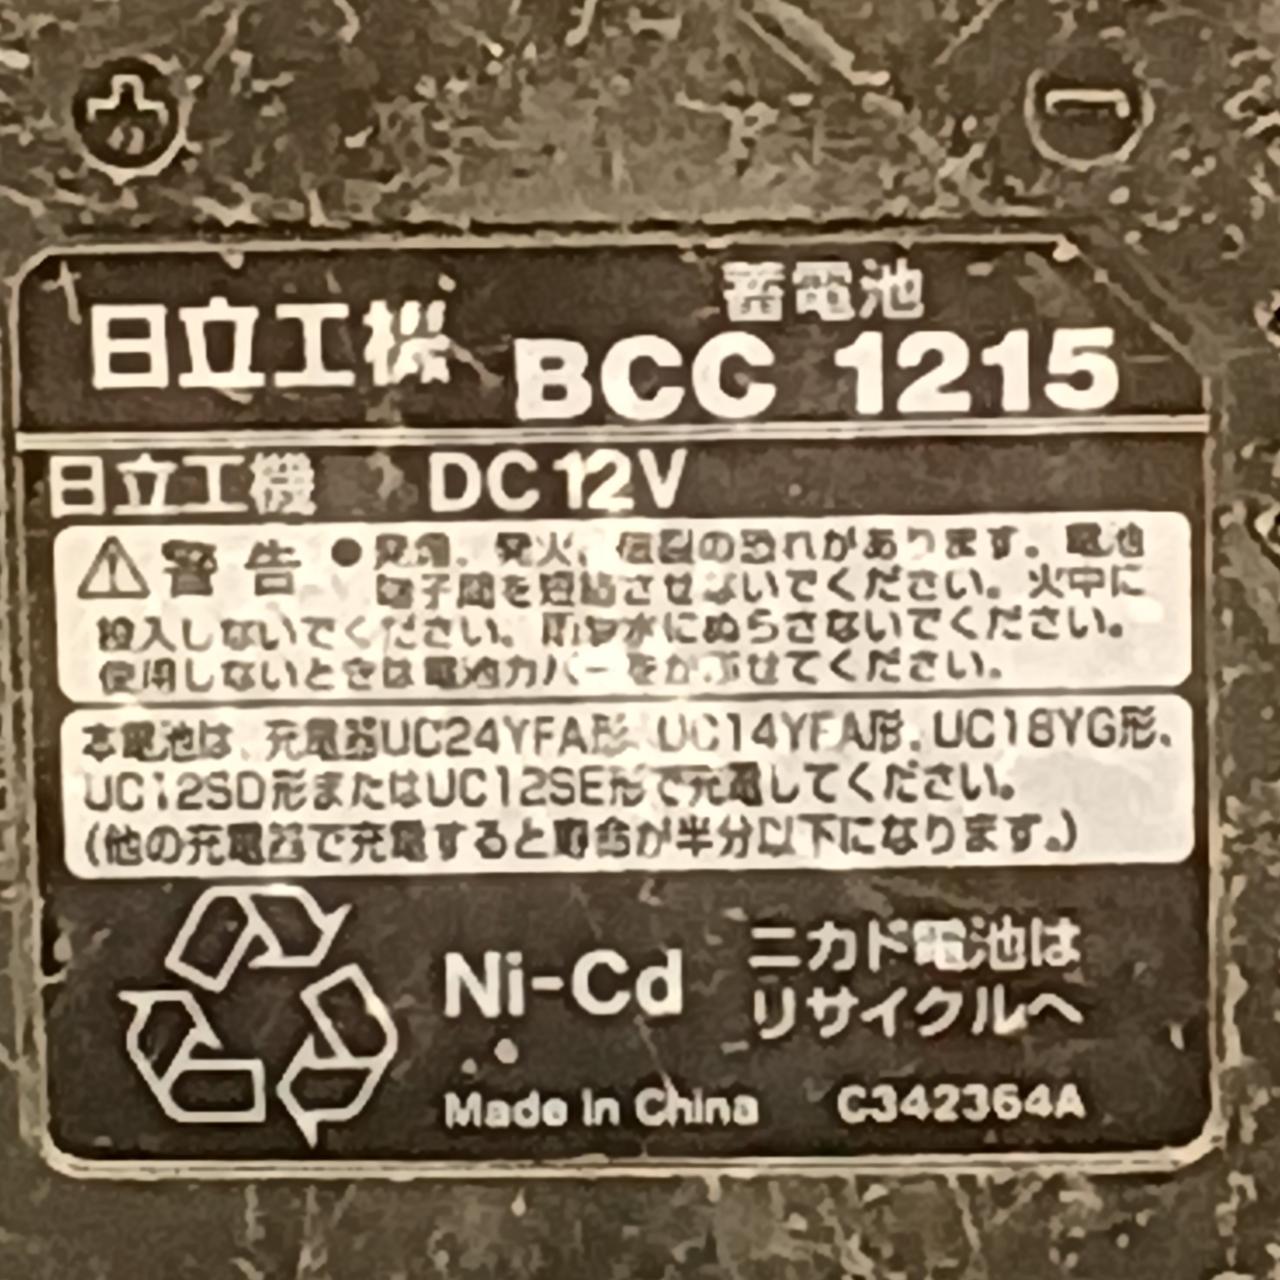 蓄電池
日立工機 BCC 1215
日立工機 DC 12V
警告 ●発熱、発火、破裂の恐れがあります。電池
端子間を短絡させないでください。火中に
投入しないでください。雨や水にぬらさないでください。
使用しないときは電池カバーをかぶせてください。
本電池は、充電器UC24YFA形、UC14YFA形、UC18YG形、
UC12SD形またはUC12SE形で充電してください。
(他の充電器で充電すると寿命が半分以下になります。)
Ni-Cd
ニカド電池は
リサイクルへ
Made in China C342364A